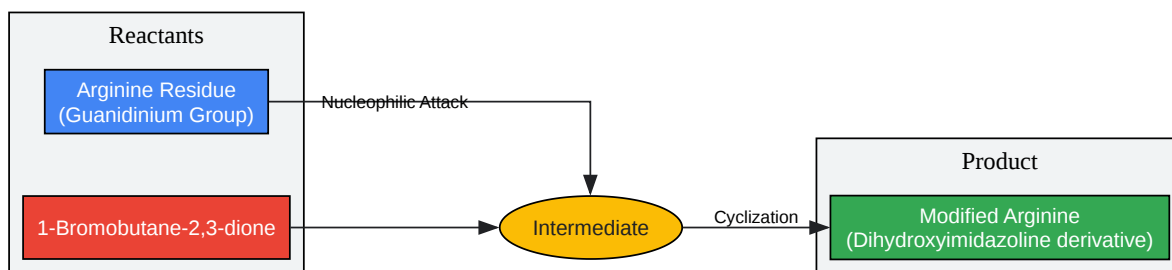 Reactants
Arginine Residue
(Guanidinium Group)
Nucleophilic Attack
1-Bromobutane-2,3-dione
Intermediate
Cyclization
Product
Modified Arginine
(Dihydroxyimidazoline derivative)